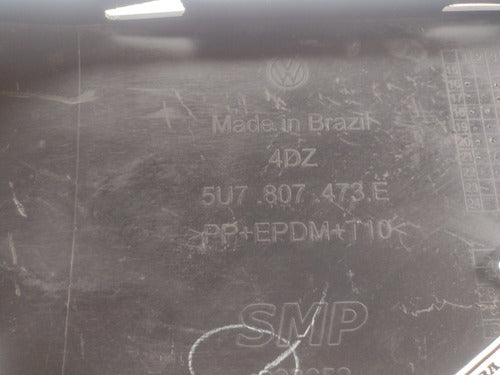 Made in Brazil
4DZ
5U7.807.473.E
PP+EPDM+T10
SMP